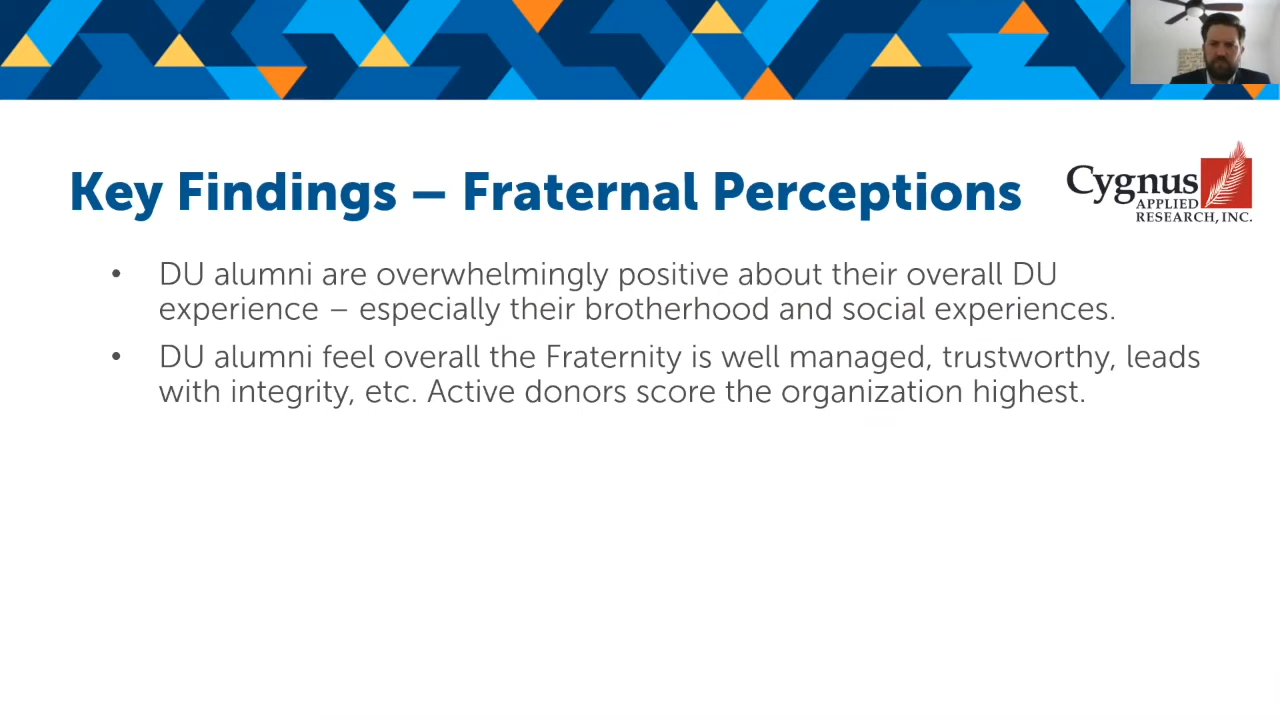 Key Findings – Fraternal Perceptions
Cygnus
APPLIED
RESEARCH, INC.
• DU alumni are overwhelmingly positive about their overall DU
experience – especially their brotherhood and social experiences.
• DU alumni feel overall the Fraternity is well managed, trustworthy, leads
with integrity, etc. Active donors score the organization highest.